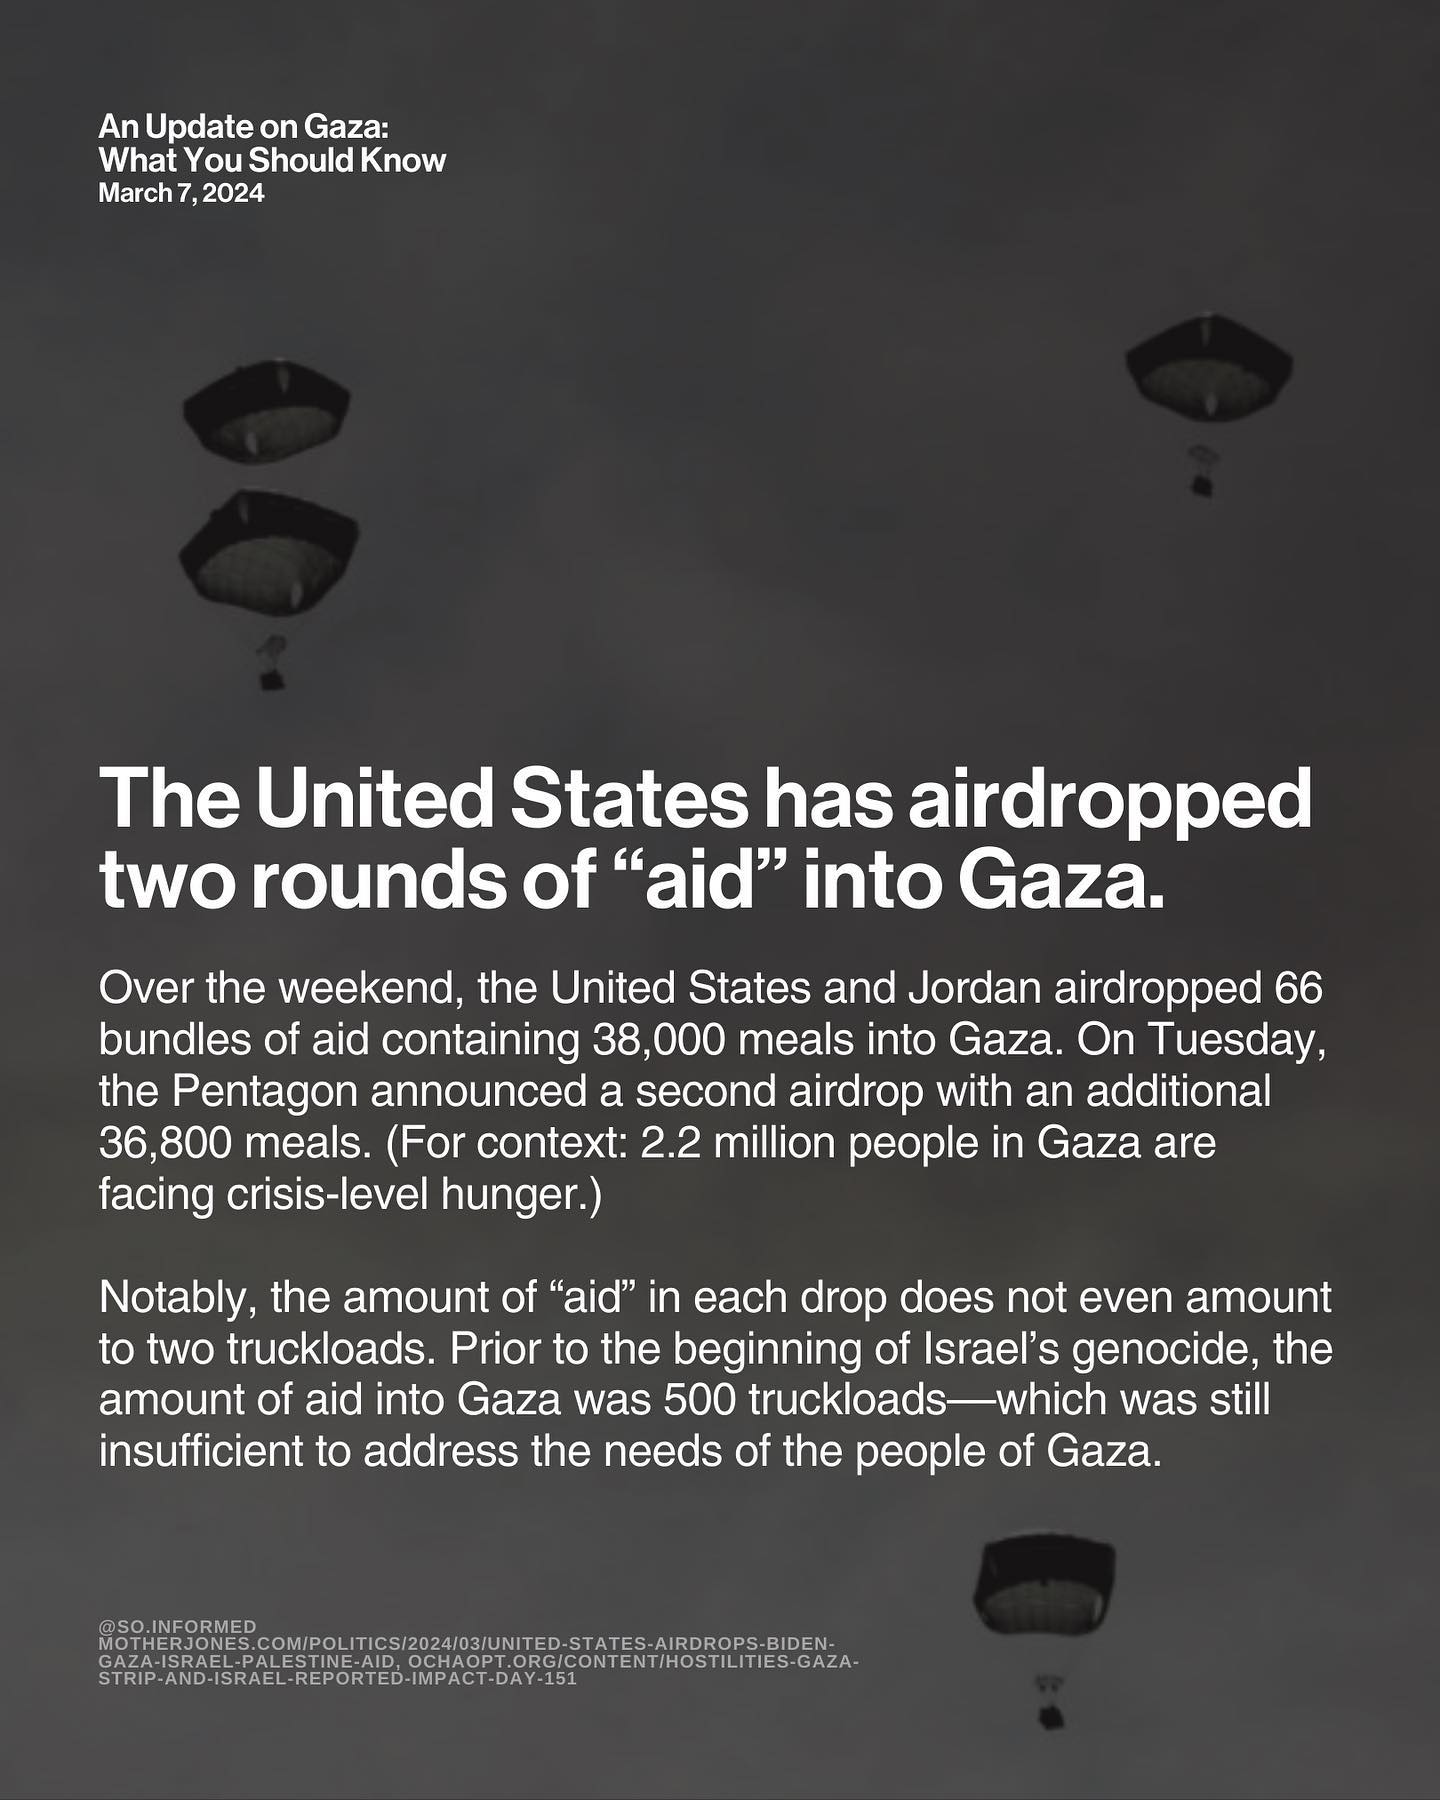 An Update on Gaza:
What You Should Know
March 7, 2024
The United States has airdropped
two rounds of “aid” into Gaza.
Over the weekend, the United States and Jordan airdropped 66
bundles of aid containing 38,000 meals into Gaza. On Tuesday,
the Pentagon announced a second airdrop with an additional
36,800 meals. (For context: 2.2 million people in Gaza are
facing crisis-level hunger.)
Notably, the amount of “aid” in each drop does not even amount
to two truckloads. Prior to the beginning of Israel’s genocide, the
amount of aid into Gaza was 500 truckloads—which was still
insufficient to address the needs of the people of Gaza.
@SO.INFORMED
MOTHERJONES.COM/POLITICS/2024/03/UNITED-STATES-AIRDROPS-BIDEN-
GAZA-ISRAEL-PALESTINE-AID, OCHAOPT.ORG/CONTENT/HOSTILITIES-GAZA-
STRIP-AND-ISRAEL-REPORTED-IMPACT-DAY-151